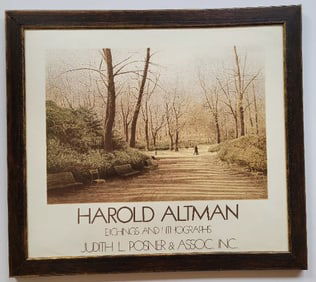 HAROLD ALTMAN
ETCHINGS AND LITHOGRAPHS
JUDITH L. POSNER & ASSOC. INC.